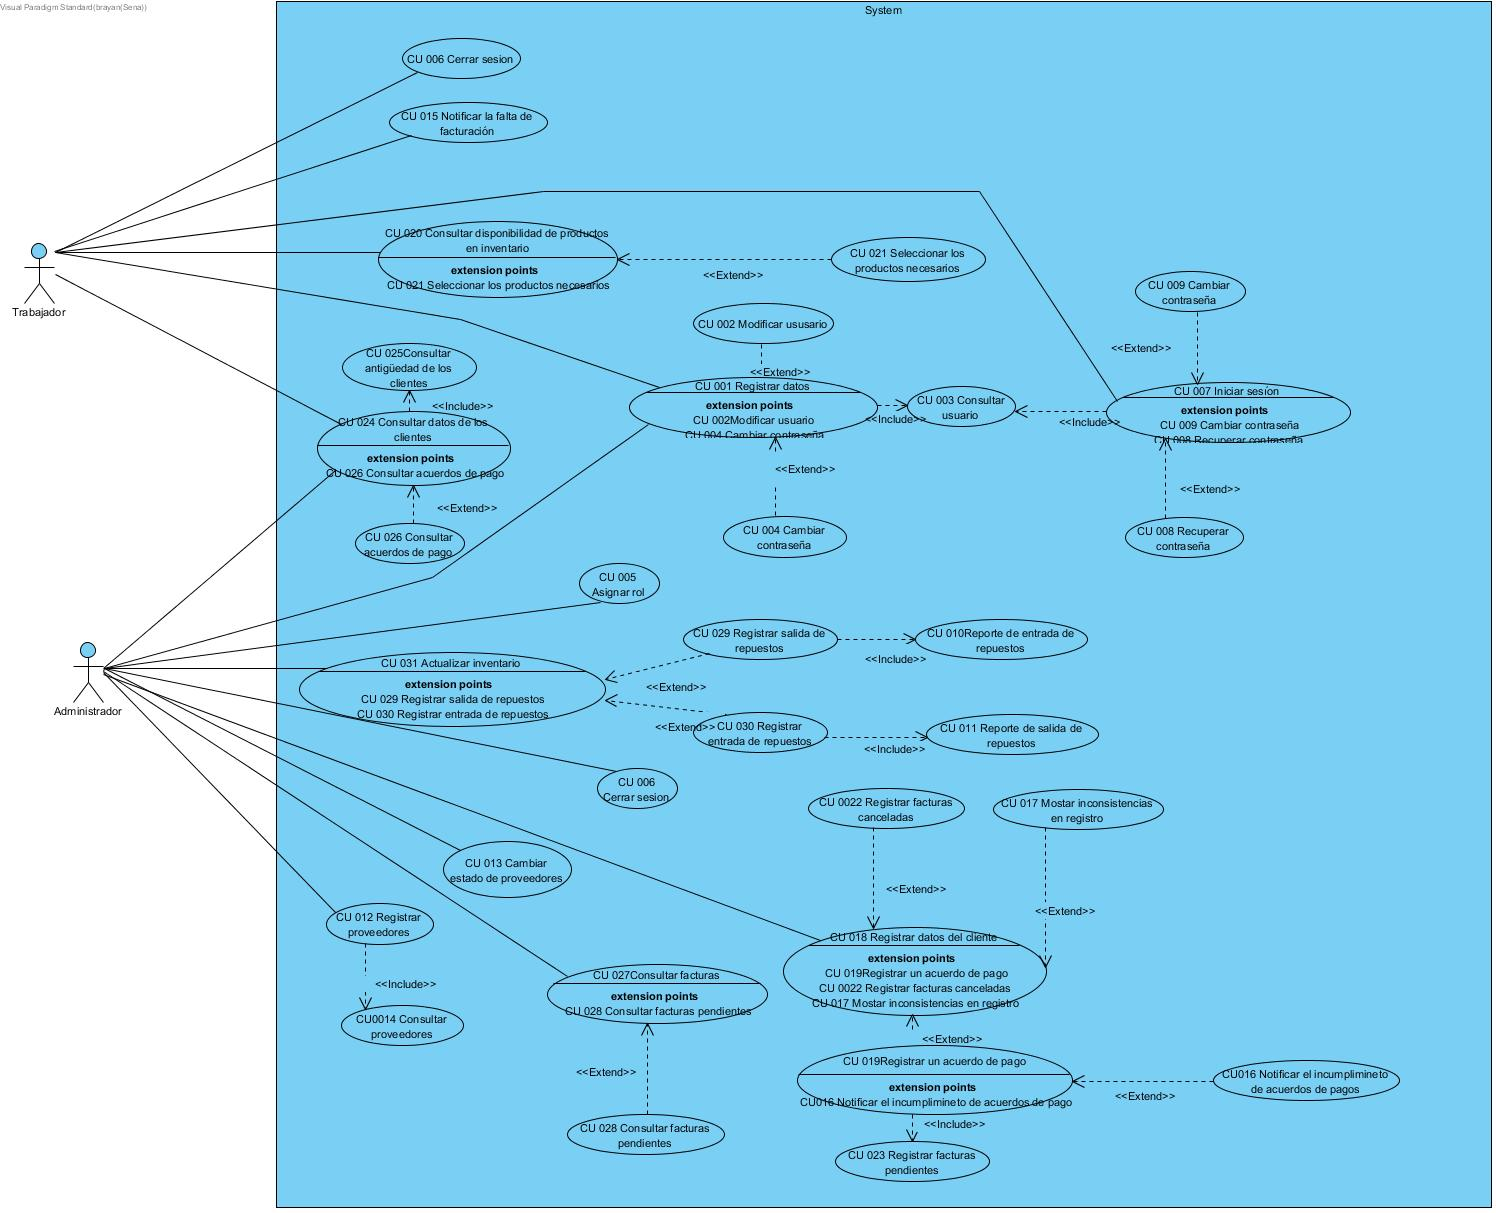 Visual Paradigm Standard(brayan(Sena))
System
CU 006 Cerrar sesion
CU 015 Notificar la falta de
facturación
Trabajador
CU 020 Consultar disponibilidad de productos
en inventario
extension points
CU 021 Seleccionar los productos necesarios
<<Extend>>
CU 021 Seleccionar los
productos necesarios
CU 009 Cambiar
contraseña
<<Extend>>
CU 002 Modificar ususario
<<Extend>>
CU 025Consultar
antigüedad de los
clientes
<<Include>>
CU 024 Consultar datos de los
clientes
extension points
CU 026 Consultar acuerdos de pago
<<Extend>>
CU 026 Consultar
acuerdos de pago
CU 001 Registrar datos
extension points
CU 002Modificar usuario
CU 004 Cambiar contraseña
<<Include>>
CU 003 Consultar
usuario
<<Include>>
CU 007 Iniciar sesión
extension points
CU 009 Cambiar contraseña
CU 008 Recuperar contraseña
<<Extend>>
CU 004 Cambiar
contraseña
<<Extend>>
CU 008 Recuperar
contraseña
CU 005
Asignar rol
Administrador
CU 031 Actualizar inventario
extension points
CU 029 Registrar salida de repuestos
CU 030 Registrar entrada de repuestos
CU 029 Registrar salida de
repuestos
<<Include>>
CU 010Reporte de entrada de
repuestos
<<Extend>>
<<Extend>>
CU 030 Registrar
entrada de repuestos
<<Include>>
CU 011 Reporte de salida de
repuestos
CU 006
Cerrar sesion
CU 0022 Registrar facturas
canceladas
CU 017 Mostar inconsistencias
en registro
CU 013 Cambiar
estado de proveedores
<<Extend>>
<<Extend>>
CU 012 Registrar
proveedores
<<Include>>
CU0014 Consultar
proveedores
CU 018 Registrar datos del cliente
extension points
CU 019Registrar un acuerdo de pago
CU 0022 Registrar facturas canceladas
CU 017 Mostar inconsistencias en registro
CU 027Consultar facturas
extension points
CU 028 Consultar facturas pendientes
<<Extend>>
CU 028 Consultar facturas
pendientes
<<Extend>>
CU 019Registrar un acuerdo de pago
extension points
CU016 Notificar el incumplimineto de acuerdos de pago
<<Extend>>
CU016 Notificar el incumplimineto
de acuerdos de pagos
<<Include>>
CU 023 Registrar facturas
pendientes